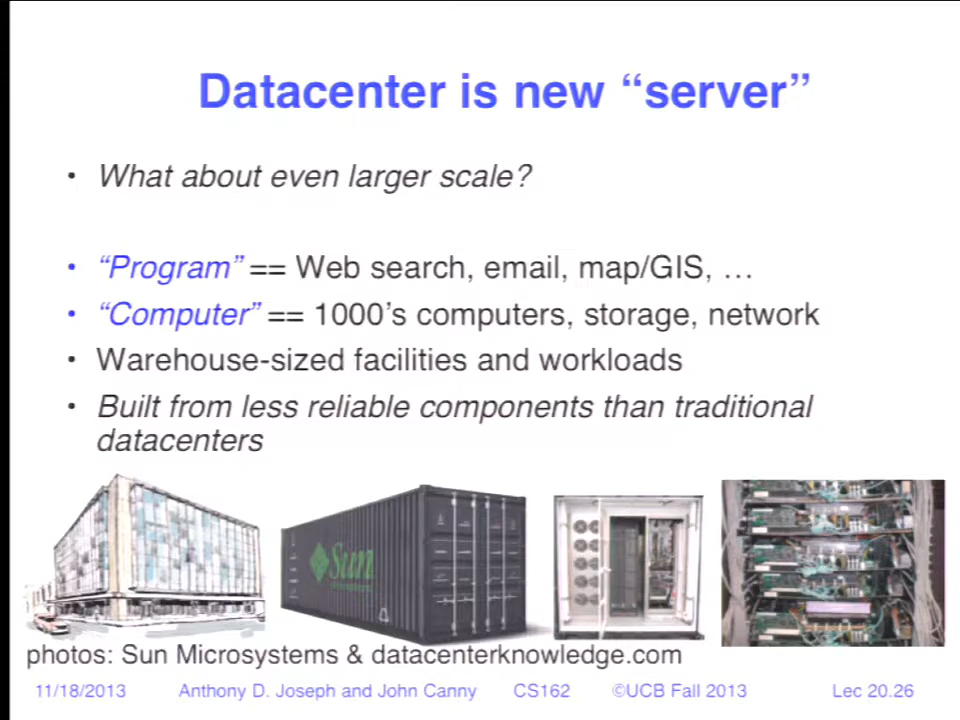 Datacenter is new “server”
• What about even larger scale?
• “Program” == Web search, email, map/GIS, …
• “Computer” == 1000’s computers, storage, network
• Warehouse-sized facilities and workloads
• Built from less reliable components than traditional
datacenters
Sun
photos: Sun Microsystems & datacenterknowledge.com
11/18/2013 Anthony D. Joseph and John Canny CS162 ©UCB Fall 2013 Lec 20.26